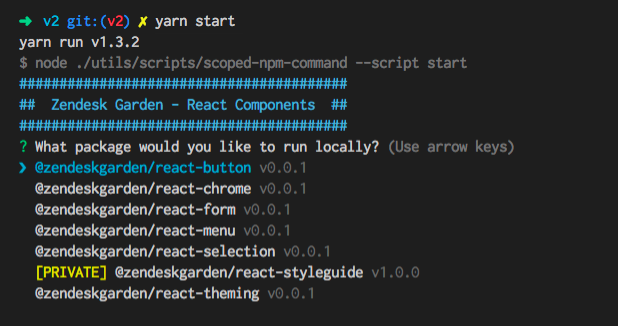 ➜ v2 git:(v2) ✗ yarn start
yarn run v1.3.2
$ node ./utils/scripts/scoped-npm-command --script start
#########################################
## Zendesk Garden - React Components ##
#########################################
? What package would you like to run locally? (Use arrow keys)
❯ @zendeskgarden/react-button v0.0.1
@zendeskgarden/react-chrome v0.0.1
@zendeskgarden/react-form v0.0.1
@zendeskgarden/react-menu v0.0.1
@zendeskgarden/react-selection v0.0.1
[PRIVATE] @zendeskgarden/react-styleguide v1.0.0
@zendeskgarden/react-theming v0.0.1